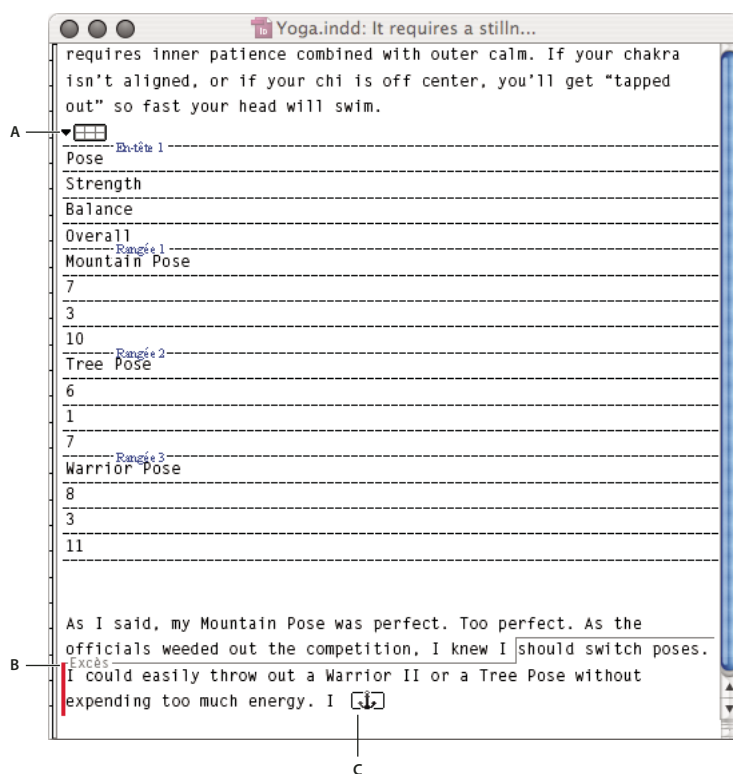 Yoga.indd: It requires a stilln...
requires inner patience combined with outer calm. If your chakra
isn't aligned, or if your chi is off center, you'll get “tapped
out” so fast your head will swim.
A
En-tête 1
Pose
Strength
Balance
Overall
Rangée 1
Mountain Pose
7
3
10
Rangée 2
Tree Pose
6
1
7
Rangée 3
Warrior Pose
8
3
11
As I said, my Mountain Pose was perfect. Too perfect. As the
officials weeded out the competition, I knew I should switch poses.
B
Excès
I could easily throw out a Warrior II or a Tree Pose without
expending too much energy. I
C